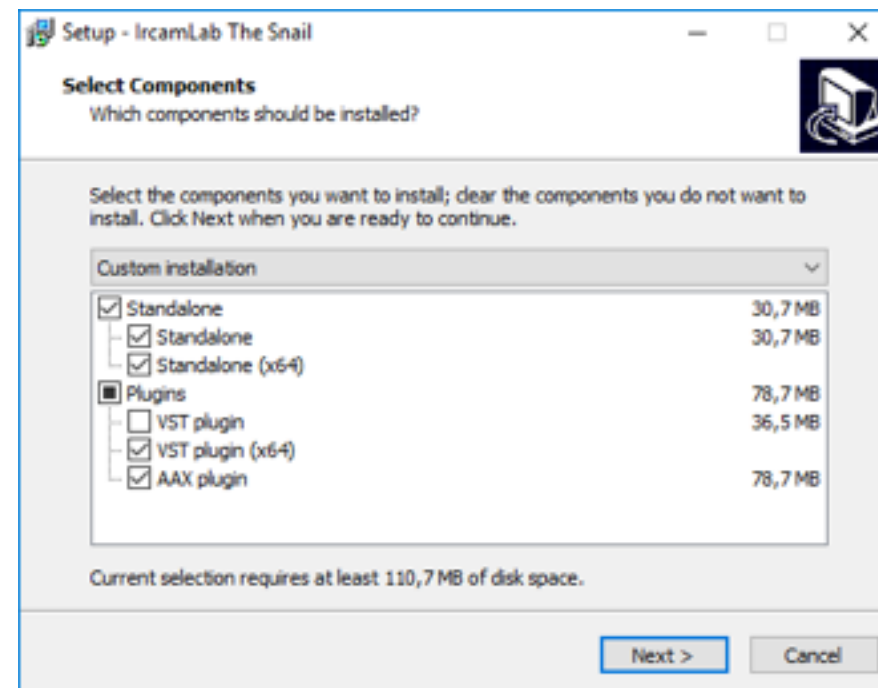 Setup - IrcamLab The Snail
Select Components
Which components should be installed?
Select the components you want to install; clear the components you do not want to
install. Click Next when you are ready to continue.
Custom installation
Standalone 30,7 MB
Standalone 30,7 MB
Standalone (x64)
Plugins 78,7 MB
VST plugin 36,5 MB
VST plugin (x64)
AAX plugin 78,7 MB
Current selection requires at least 110,7 MB of disk space.
Next > Cancel